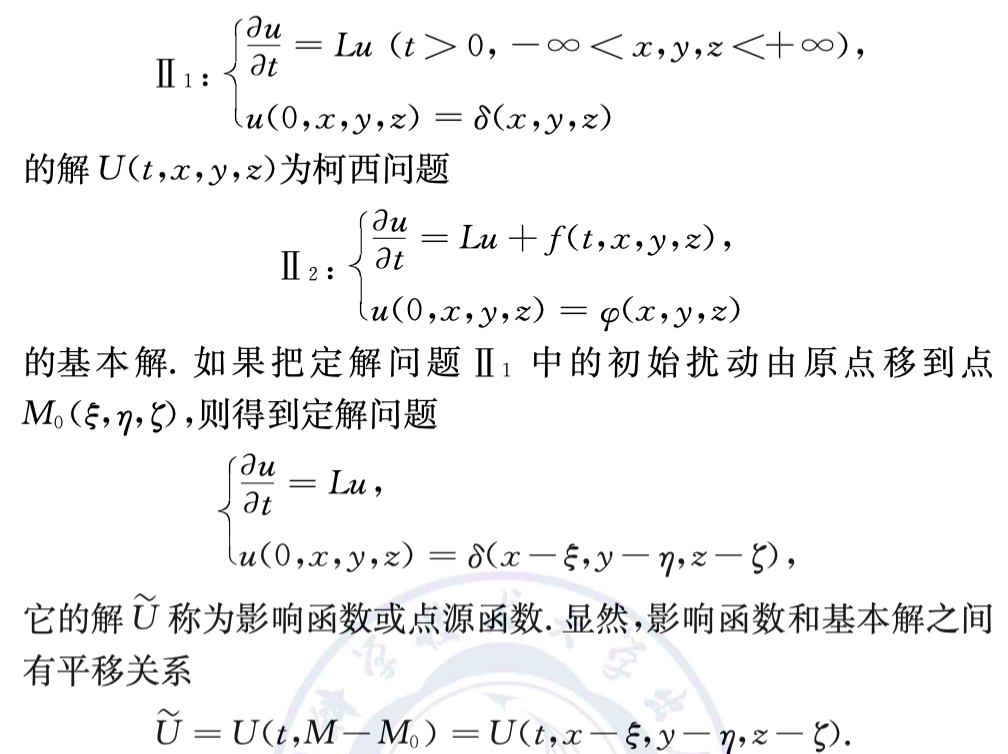 Ⅱ₁: { ∂u/∂t = Lu (t > 0, −∞ < x,y,z < +∞),
u(0,x,y,z) = δ(x,y,z)
的解 U(t,x,y,z)为柯西问题
Ⅱ₂: { ∂u/∂t = Lu + f(t,x,y,z),
u(0,x,y,z) = φ(x,y,z)
的基本解. 如果把定解问题Ⅱ₁ 中的初始扰动由原点移到点
M₀(ξ,η,ζ),则得到定解问题
{ ∂u/∂t = Lu,
u(0,x,y,z) = δ(x−ξ,y−η,z−ζ),
它的解 Ũ 称为影响函数或点源函数. 显然,影响函数和基本解之间
有平移关系
Ũ = U(t,M−M₀) = U(t,x−ξ,y−η,z−ζ).